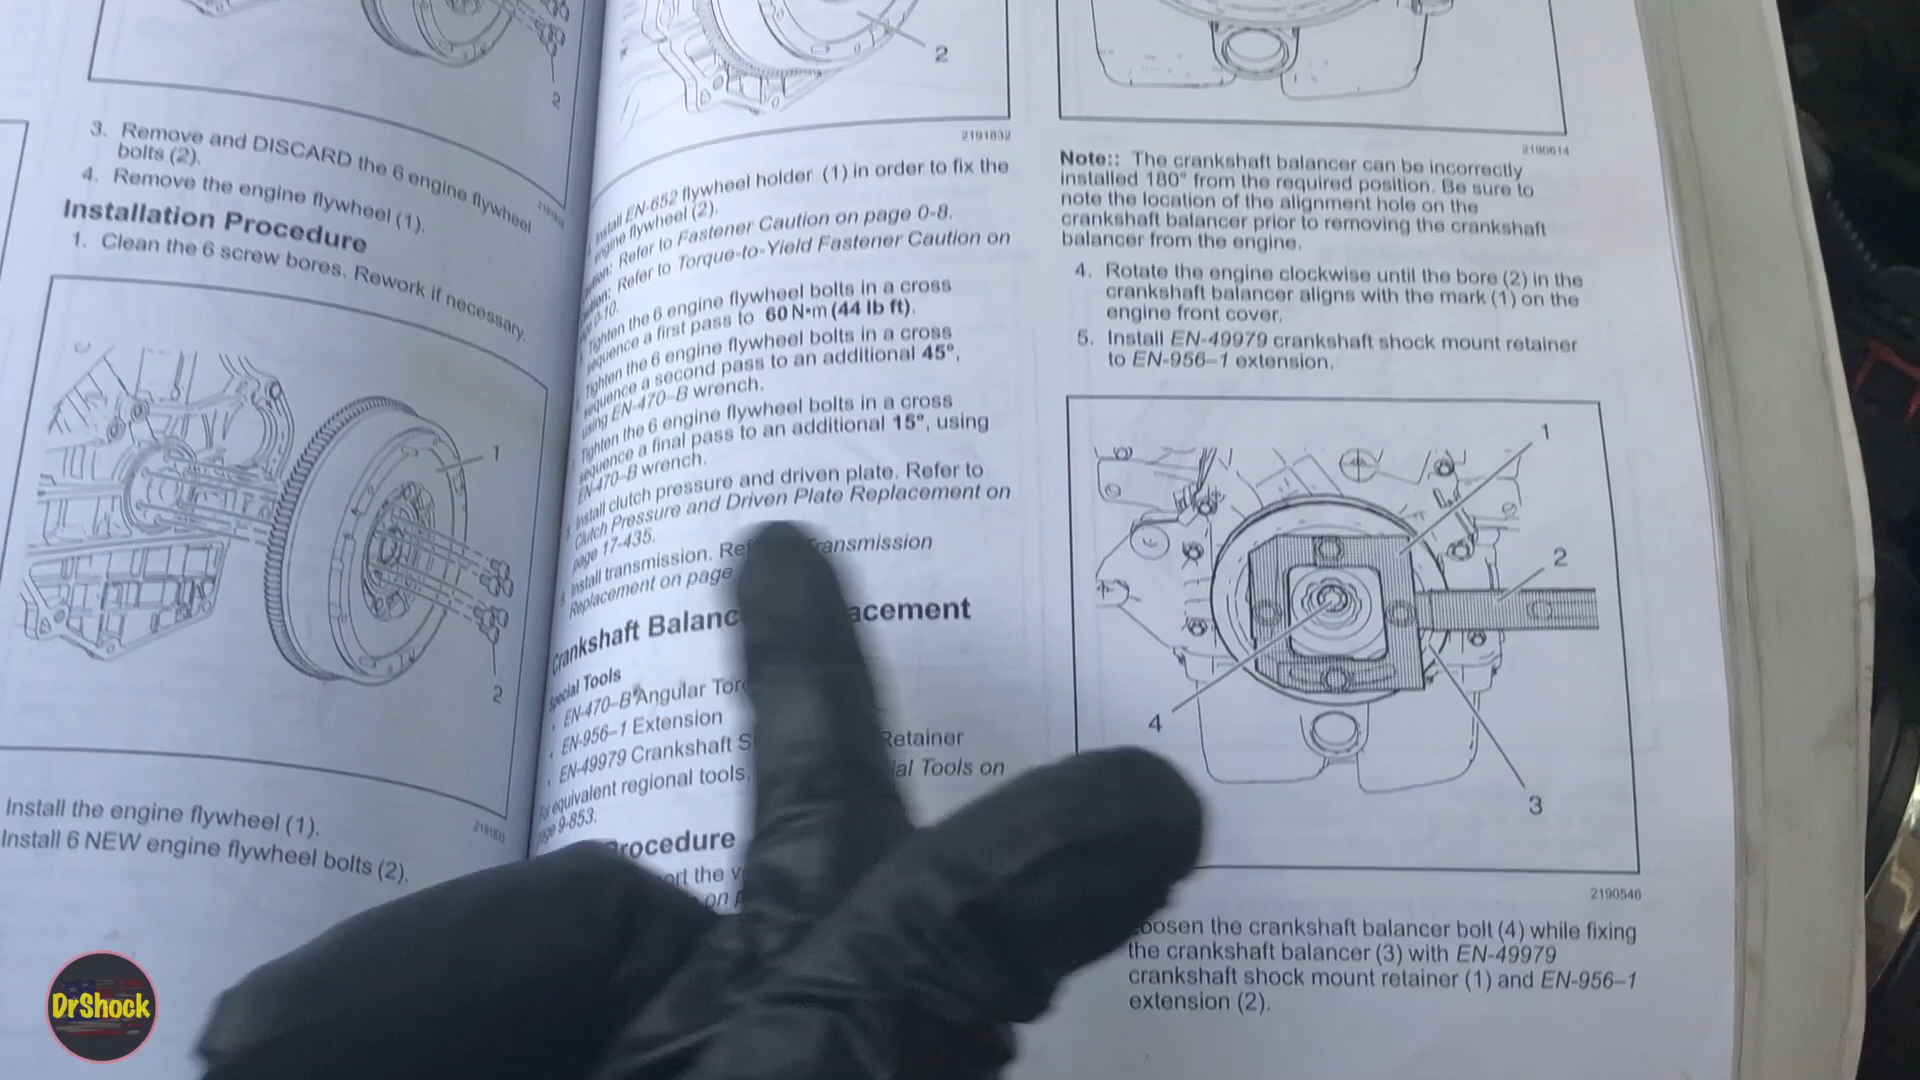 2
3. Remove and DISCARD the 6 engine flywheel
bolts (2).
4. Remove the engine flywheel (1).
Installation Procedure
1. Clean the 6 screw bores. Rework if necessary.
1
2
Install the engine flywheel (1).
Install 6 NEW engine flywheel bolts (2).
2
2191832
Install EN-652 flywheel holder (1) in order to fix the
engine flywheel (2).
Refer to Fastener Caution on page 0-8.
Refer to Torque-to-Yield Fastener Caution on
0-10.
Tighten the 6 engine flywheel bolts in a cross
sequence a first pass to 60 N•m (44 lb ft).
Tighten the 6 engine flywheel bolts in a cross
sequence a second pass to an additional 45°,
using EN-470-B wrench.
Tighten the 6 engine flywheel bolts in a cross
sequence a final pass to an additional 15°, using
EN-470-B wrench.
Install clutch pressure and driven plate. Refer to
Clutch Pressure and Driven Plate Replacement on
page 17-435.
Install transmission. Transmission
Replacement on page
Crankshaft
Special Tools
• EN-470-B Angular
• EN-956-1 Extension
• EN-49979 Crankshaft Retainer
equivalent regional tools, Tools on
9-853.
the
on
2190614
Note:: The crankshaft balancer can be incorrectly
installed 180° from the required position. Be sure to
note the location of the alignment hole on the
crankshaft balancer prior to removing the crankshaft
balancer from the engine.
4. Rotate the engine clockwise until the bore (2) in the
crankshaft balancer aligns with the mark (1) on the
engine front cover.
5. Install EN-49979 crankshaft shock mount retainer
to EN-956-1 extension.
1
2
4
3
2190546
the crankshaft balancer bolt (4) while fixing
the crankshaft balancer (3) with EN-49979
crankshaft shock mount retainer (1) and EN-956-1
extension (2).
DrShock